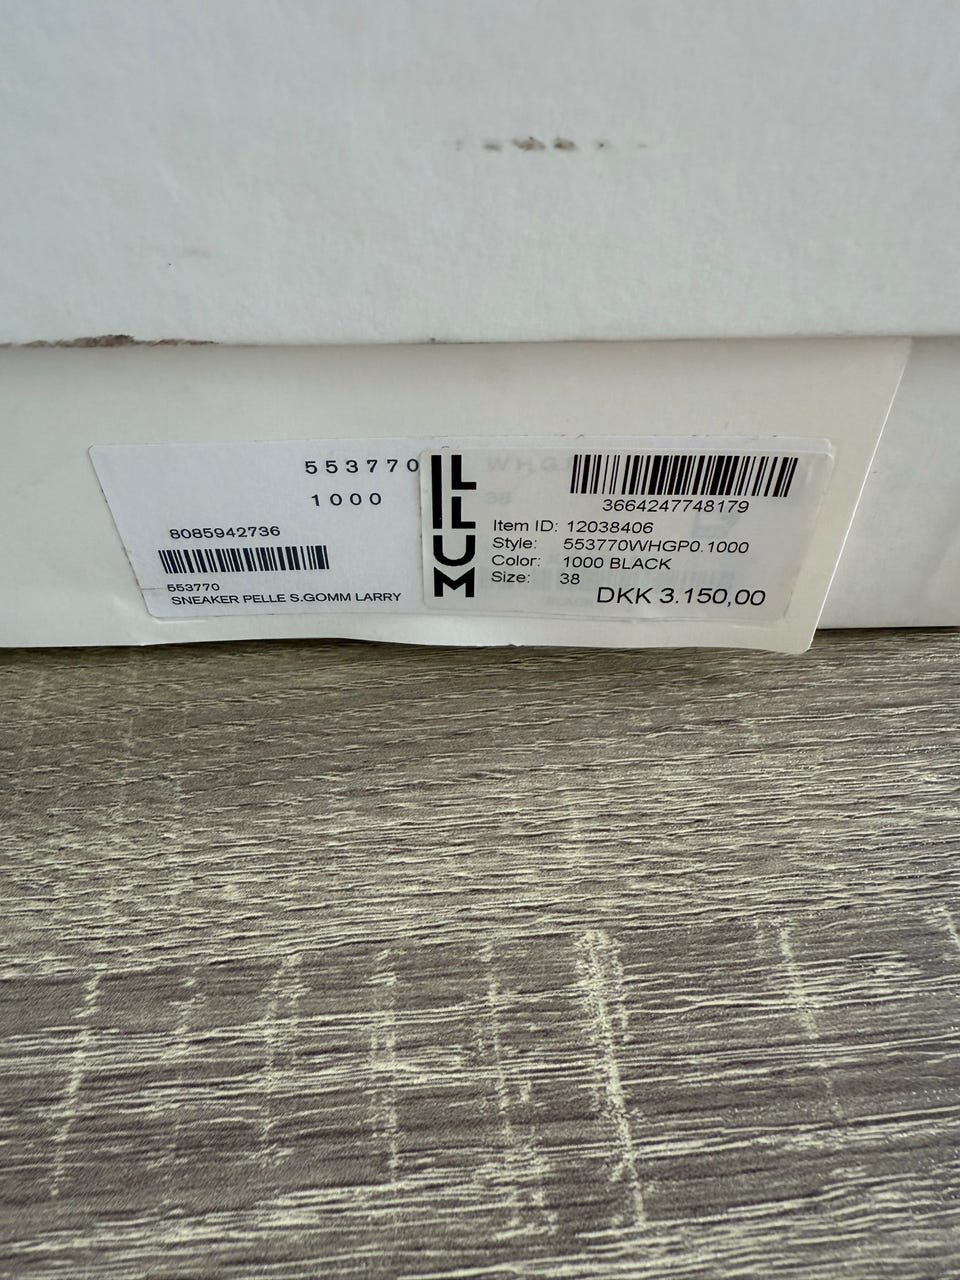 553770
1000
8085942736
553770
SNEAKER PELLE S.GOMM LARRY
ILLUM
3664247748179
Item ID: 12038406
Style: 553770WHGP0.1000
Color: 1000 BLACK
Size: 38
DKK 3.150,00